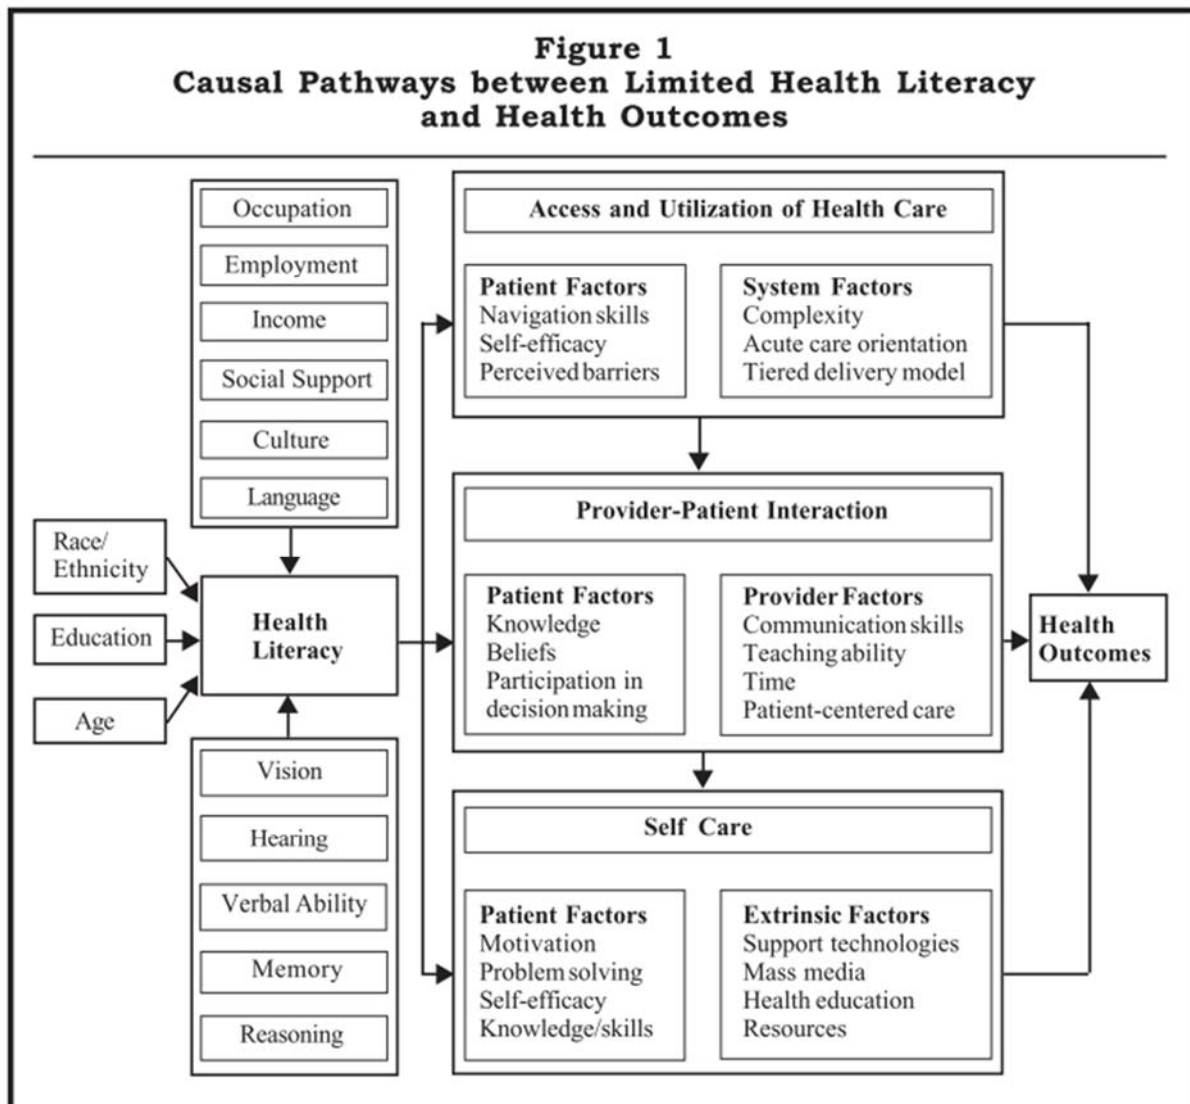 Figure 1
Causal Pathways between Limited Health Literacy
and Health Outcomes
Occupation
Employment
Income
Social Support
Culture
Language
Race/
Ethnicity
Education
Age
Health
Literacy
Vision
Hearing
Verbal Ability
Memory
Reasoning
Access and Utilization of Health Care
Patient Factors
Navigation skills
Self-efficacy
Perceived barriers
System Factors
Complexity
Acute care orientation
Tiered delivery model
Provider-Patient Interaction
Patient Factors
Knowledge
Beliefs
Participation in
decision making
Provider Factors
Communication skills
Teaching ability
Time
Patient-centered care
Self Care
Patient Factors
Motivation
Problem solving
Self-efficacy
Knowledge/skills
Extrinsic Factors
Support technologies
Mass media
Health education
Resources
Health
Outcomes